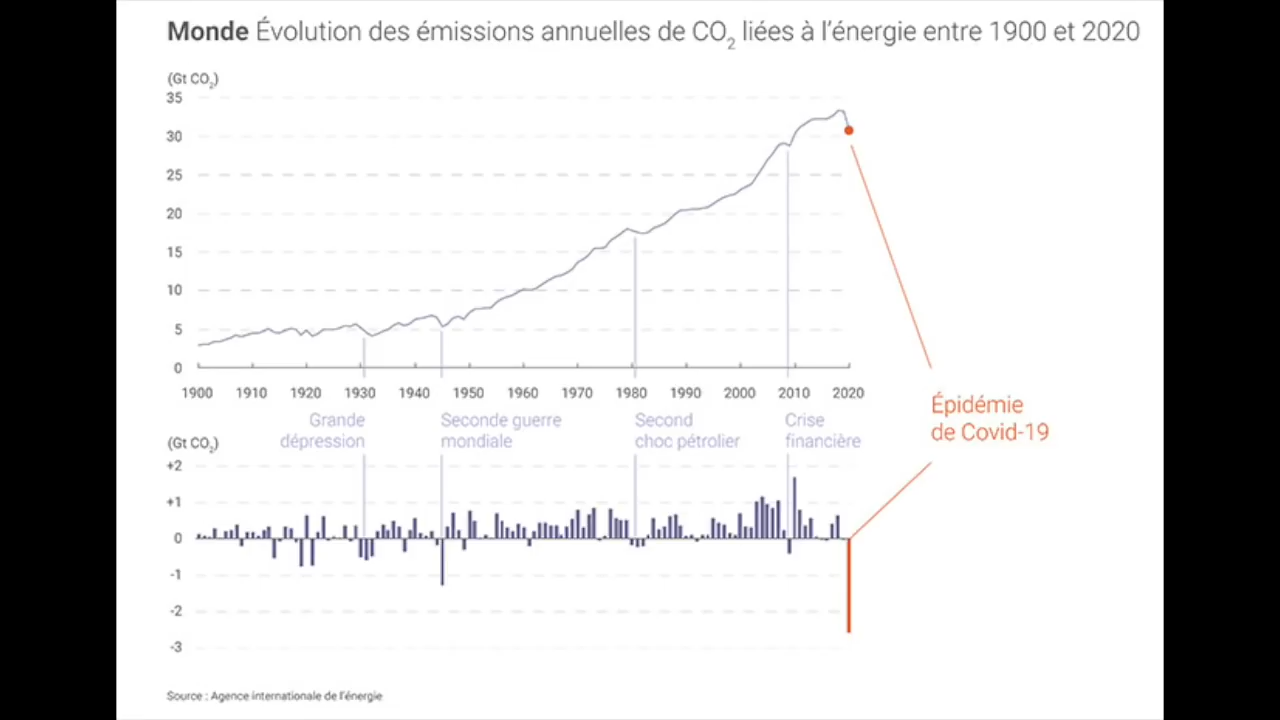 Monde Évolution des émissions annuelles de CO₂ liées à l'énergie entre 1900 et 2020
(Gt CO₂)
35
30
25
20
15
10
5
0
1900 1910 1920 1930 1940 1950 1960 1970 1980 1990 2000 2010 2020
Grande
dépression
Seconde guerre
mondiale
Second
choc pétrolier
Crise
financière
Épidémie
de Covid-19
(Gt CO₂)
+2
+1
0
-1
-2
-3
Source : Agence internationale de l'énergie